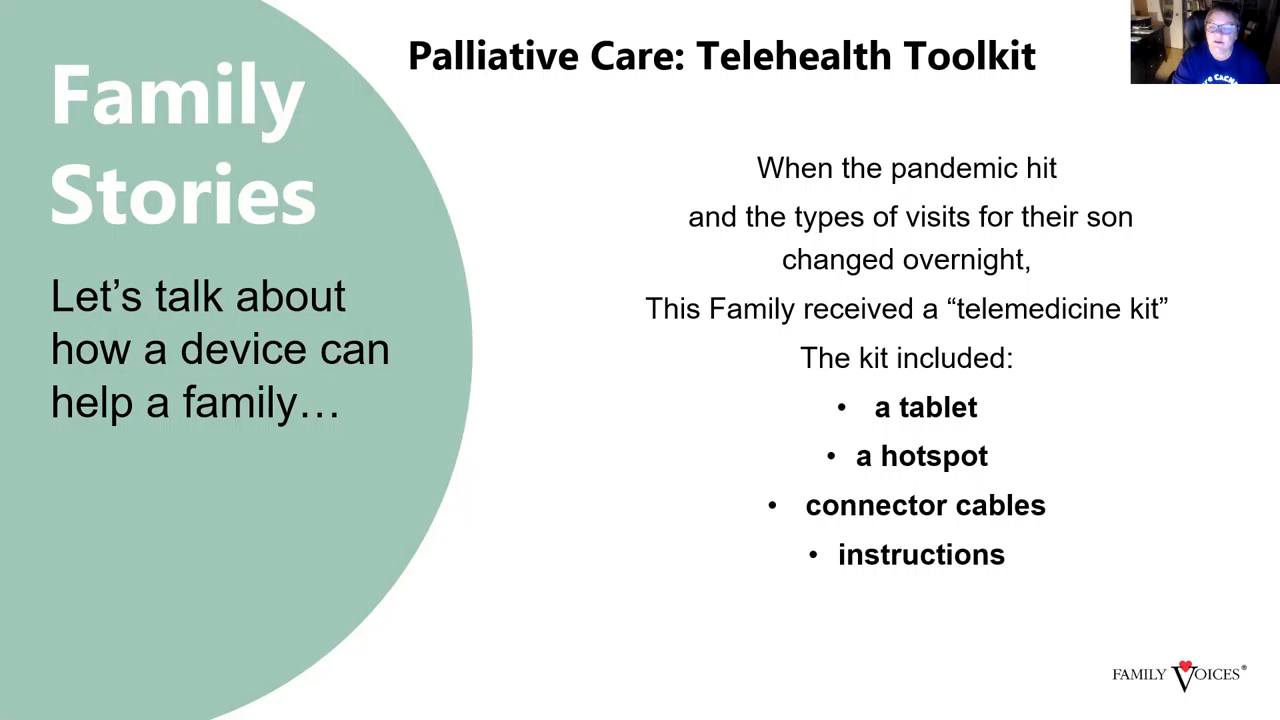 Family
Stories
Let’s talk about
how a device can
help a family…
Palliative Care: Telehealth Toolkit
When the pandemic hit
and the types of visits for their son
changed overnight,
This Family received a “telemedicine kit”
The kit included:
• a tablet
• a hotspot
• connector cables
• instructions
FAMILY VOICES®